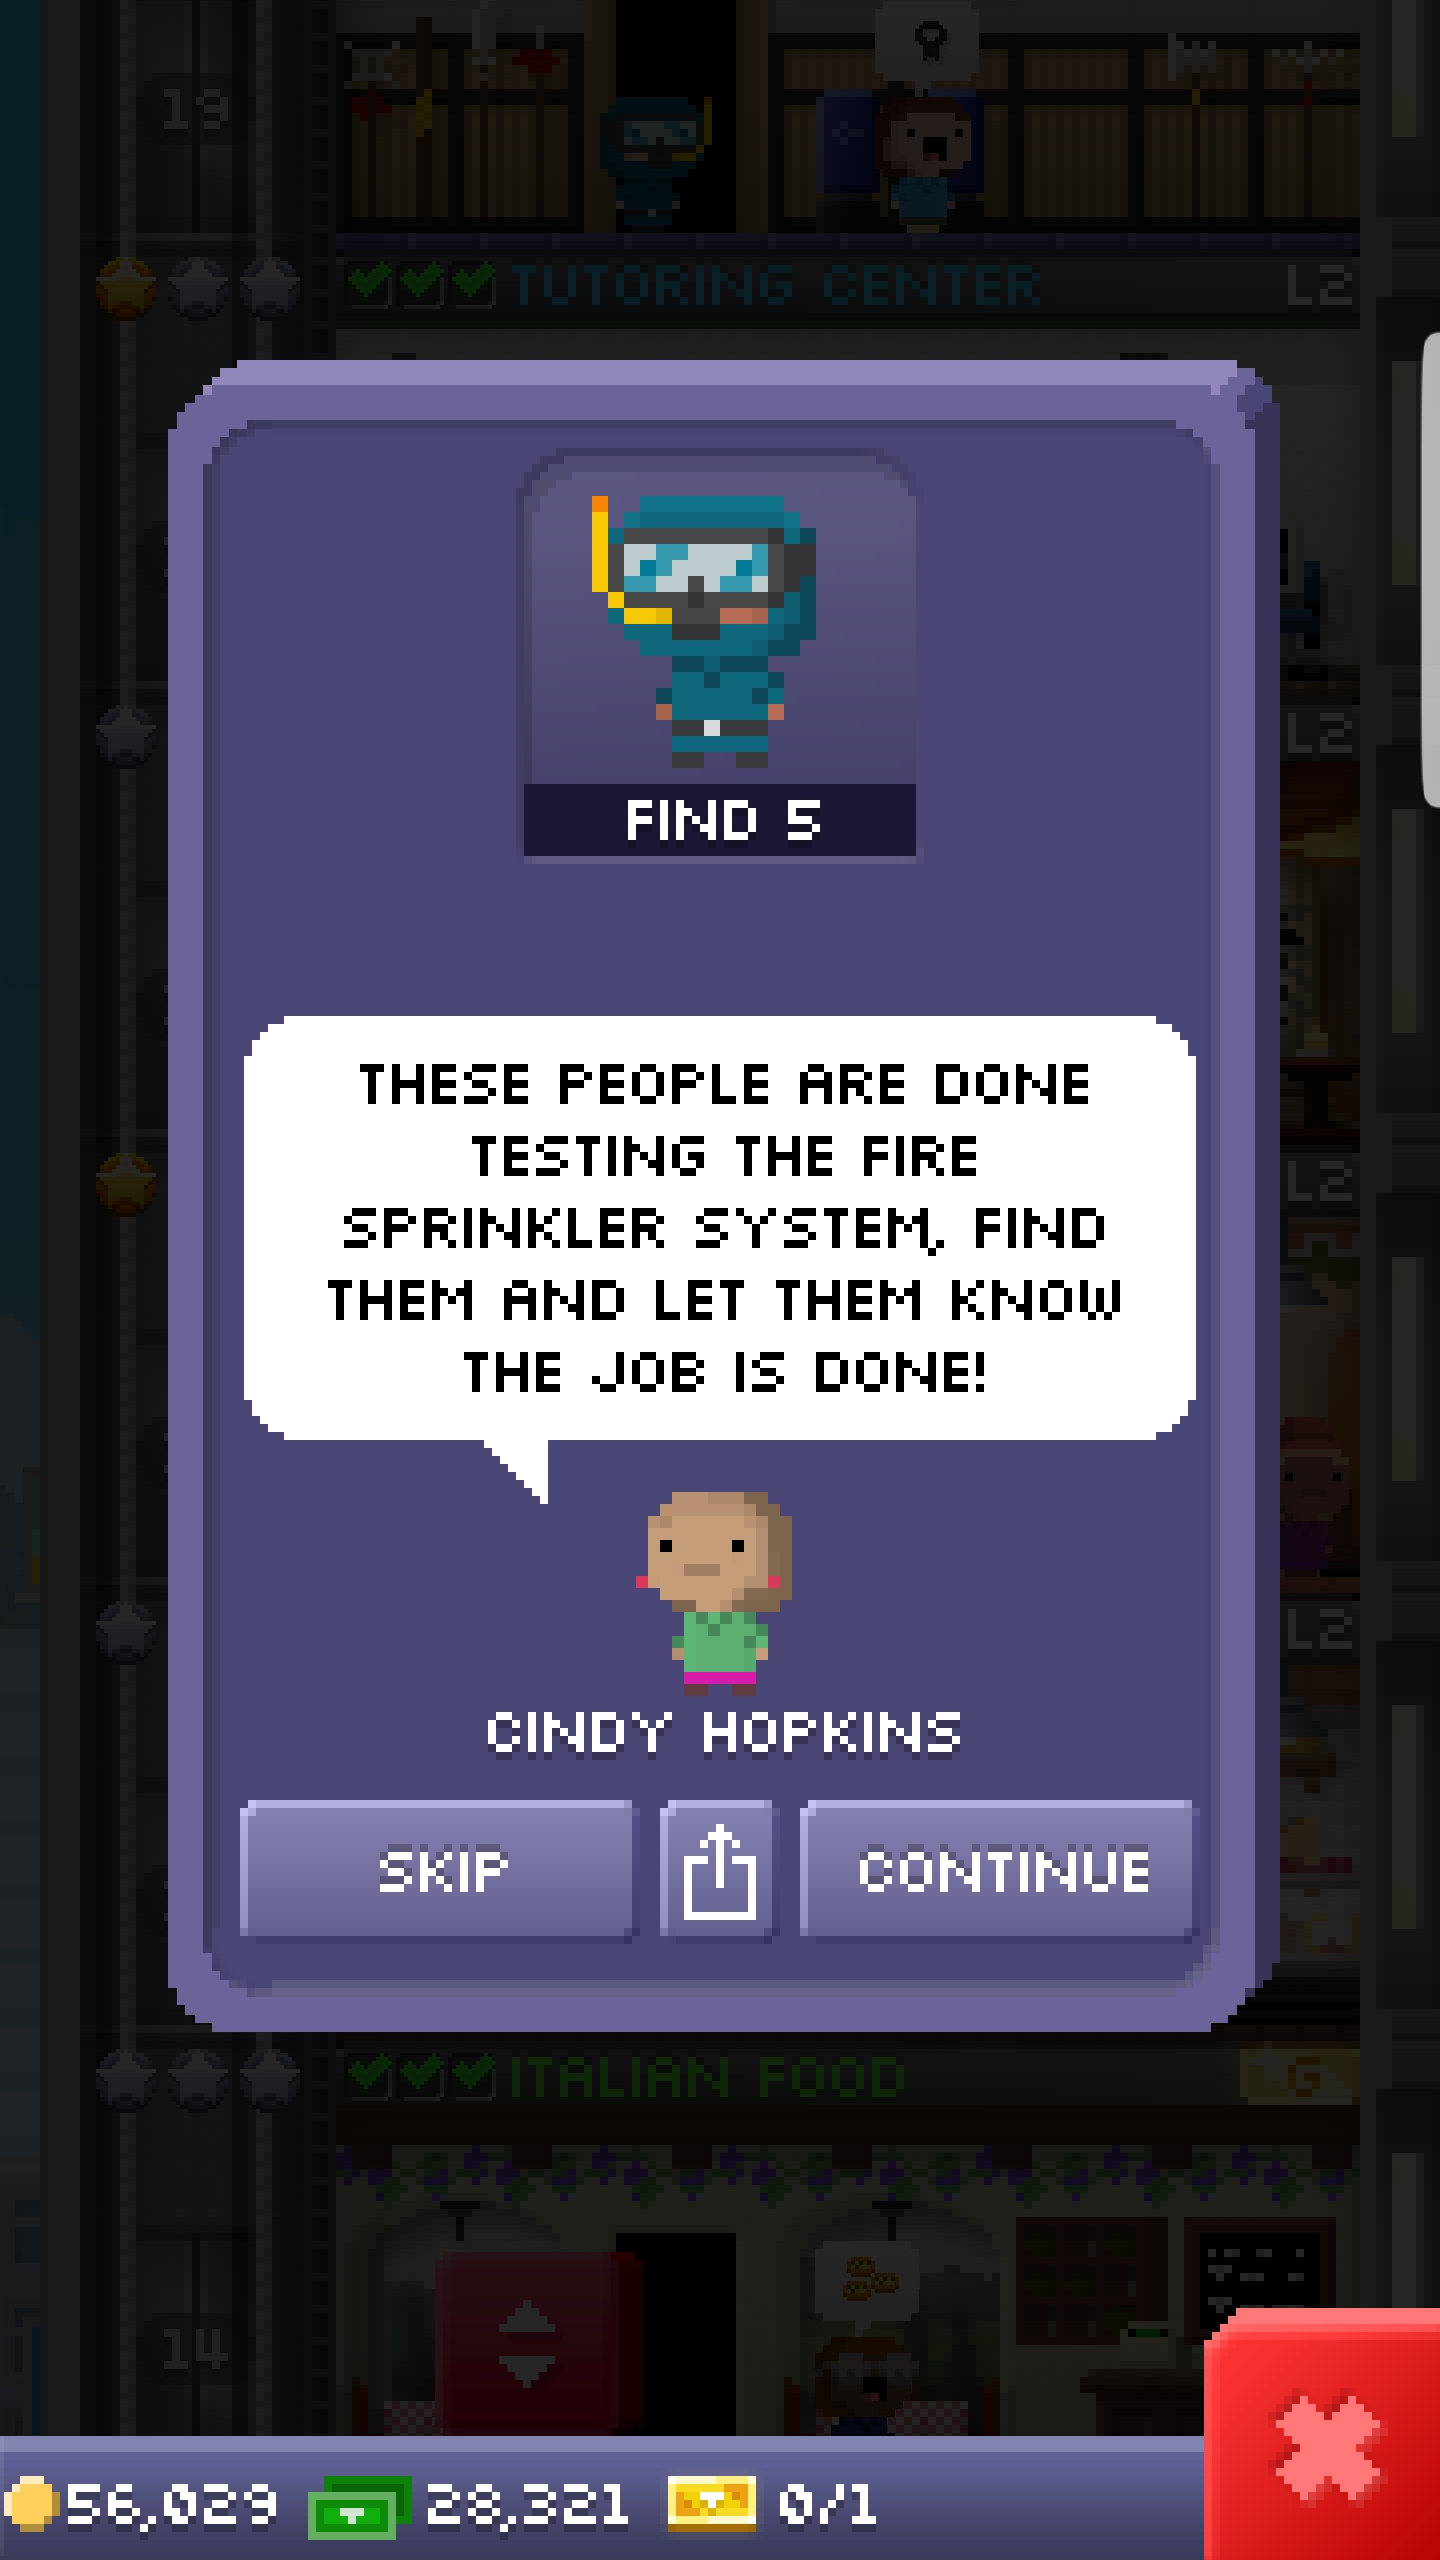 19
TUTORING CENTER L2
FIND 5
L2
THESE PEOPLE ARE DONE
TESTING THE FIRE
SPRINKLER SYSTEM, FIND
THEM AND LET THEM KNOW
THE JOB IS DONE!
L2
L2
CINDY HOPKINS
SKIP
CONTINUE
ITALIAN FOOD G
14
56,029 28,321 0/1